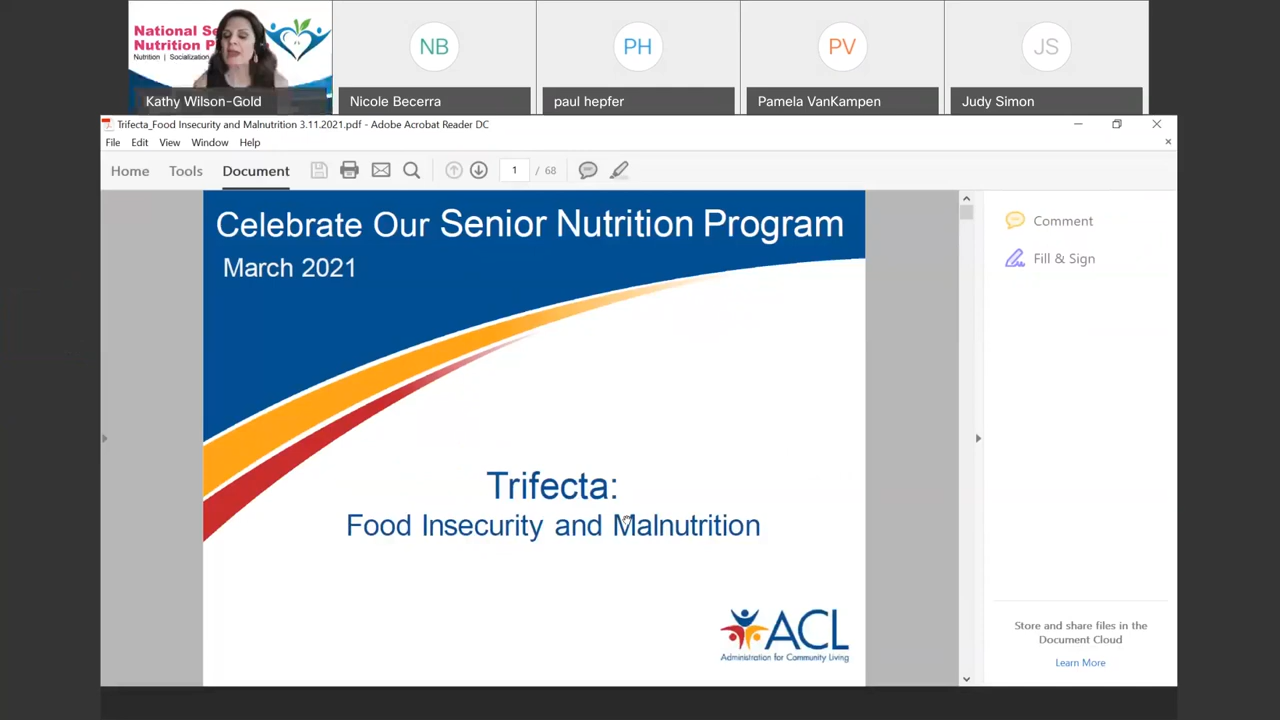 National Se
Nutrition P
Nutrition | Socialization
NB
PH
PV
JS
Kathy Wilson-Gold
Nicole Becerra
paul hepfer
Pamela VanKampen
Judy Simon
Trifecta_Food Insecurity and Malnutrition 3.11.2021.pdf - Adobe Acrobat Reader DC
File Edit View Window Help
Home Tools Document 1 / 68
Celebrate Our Senior Nutrition Program
March 2021
Comment
Fill & Sign
Trifecta:
Food Insecurity and Malnutrition
ACL
Administration for Community Living
Store and share files in the
Document Cloud
Learn More